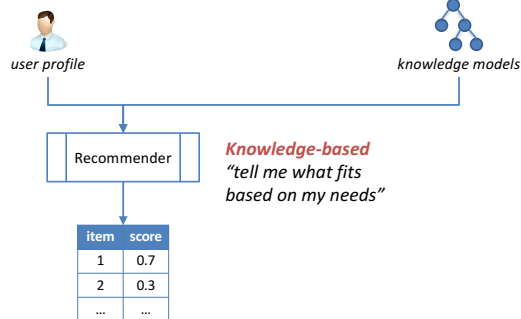 user profile
knowledge models
Recommender
Knowledge-based
“tell me what fits
based on my needs”
item score
1 0.7
2 0.3
... ...